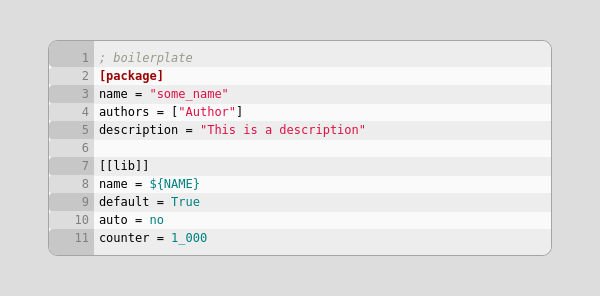 1 ; boilerplate
2 [package]
3 name = "some_name"
4 authors = ["Author"]
5 description = "This is a description"
6
7 [[lib]]
8 name = ${NAME}
9 default = True
10 auto = no
11 counter = 1_000